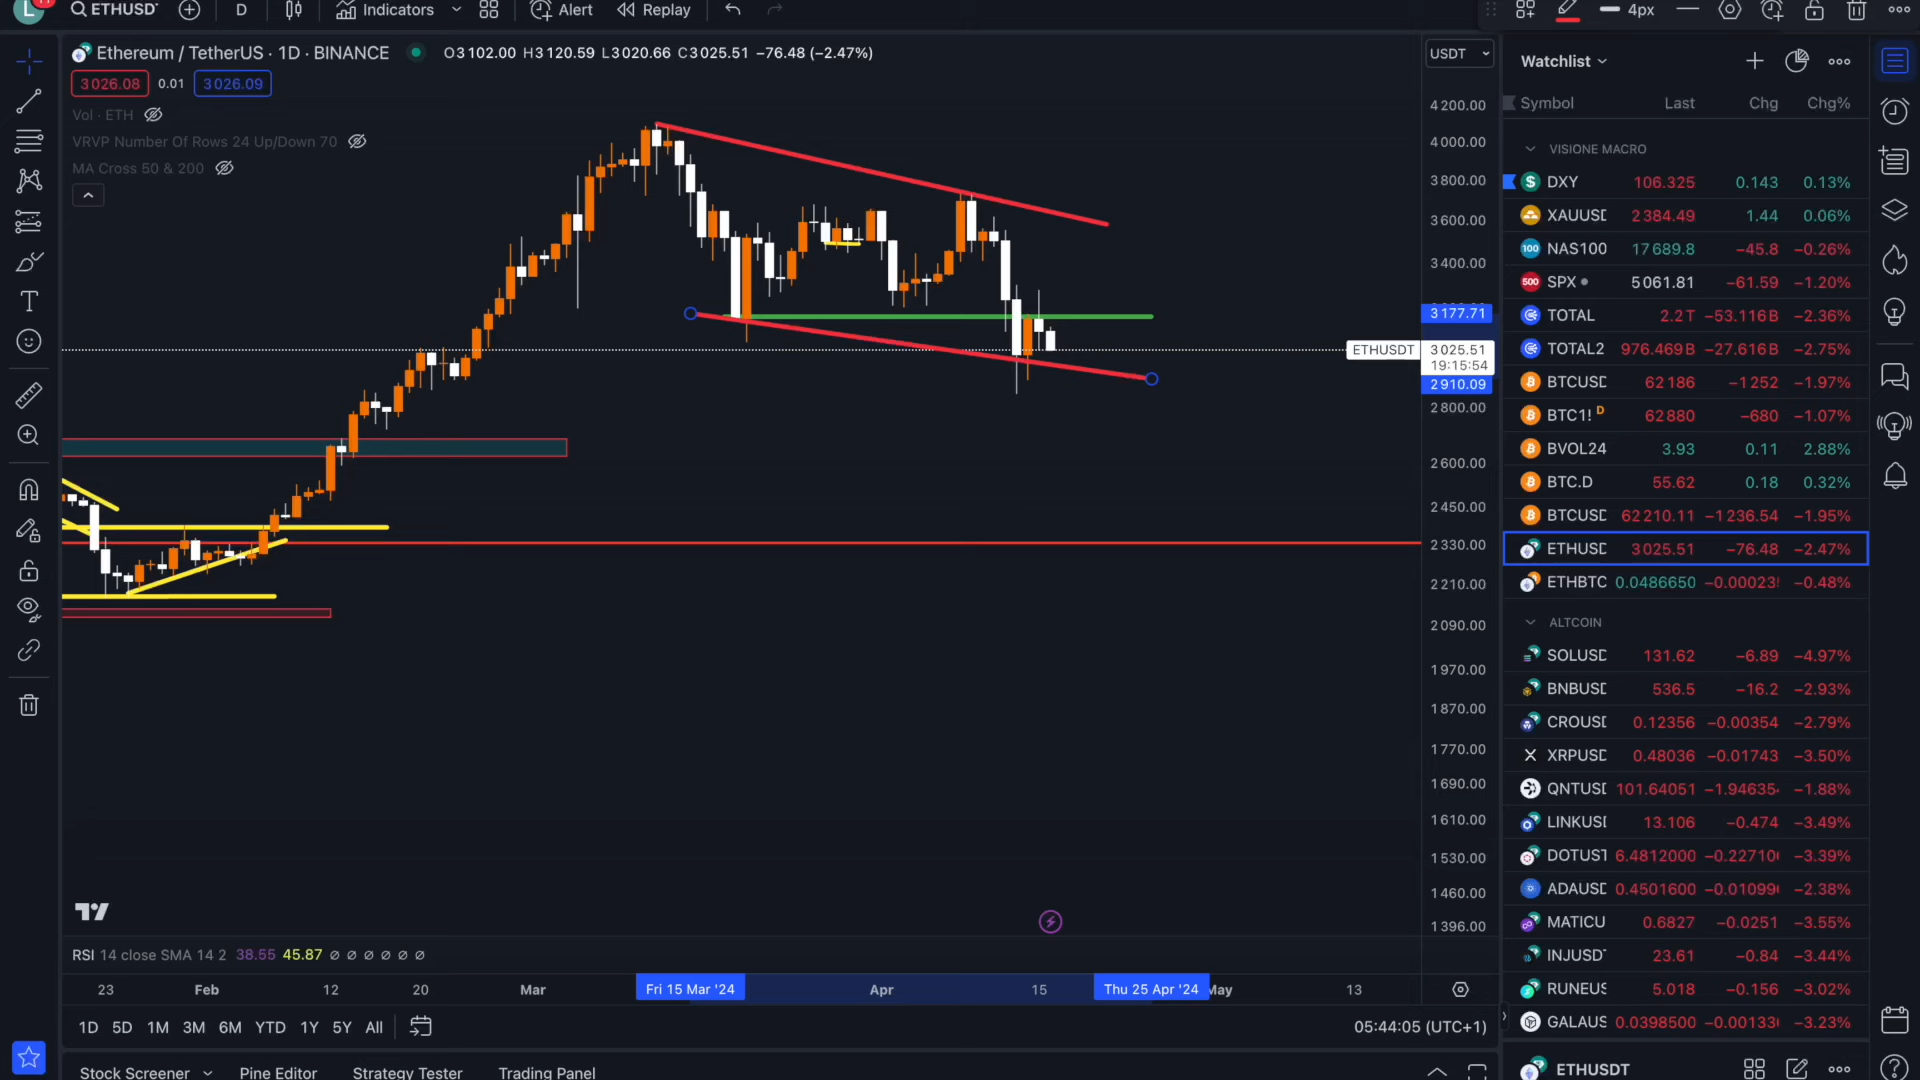 L 11 ETHUSDT D Indicators Alert Replay 4px
Ethereum / TetherUS · 1D · BINANCE O3102.00 H3120.59 L3020.66 C3025.51 −76.48 (−2.47%)
3026.08 0.01 3026.09
Vol · ETH
VRVP Number Of Rows 24 Up/Down 70
MA Cross 50 & 200
USDT
4200.00
4000.00
3800.00
3600.00
3400.00
3177.71
ETHUSDT 3025.51
19:15:54
2910.09
2800.00
2600.00
2450.00
2330.00
2210.00
2090.00
1970.00
1870.00
1770.00
1690.00
1610.00
1530.00
1460.00
1396.00
RSI 14 close SMA 14 2 38.55 45.87 ∅ ∅ ∅ ∅ ∅ ∅
23 Feb 12 20 Mar Fri 15 Mar '24 Apr 15 Thu 25 Apr '24 May 13
1D 5D 1M 3M 6M YTD 1Y 5Y All 05:44:05 (UTC+1)
Stock Screener Pine Editor Strategy Tester Trading Panel
Watchlist
Symbol Last Chg Chg%
VISIONE MACRO
DXY 106.325 0.143 0.13%
XAUUSD 2384.49 1.44 0.06%
NAS100 17689.8 −45.8 −0.26%
SPX 5061.81 −61.59 −1.20%
TOTAL 2.2T −53.116B −2.36%
TOTAL2 976.469B −27.616B −2.75%
BTCUSD 62186 −1252 −1.97%
BTC1! D 62880 −680 −1.07%
BVOL24 3.93 0.11 2.88%
BTC.D 55.62 0.18 0.32%
BTCUSD 62210.11 −1236.54 −1.95%
ETHUSD 3025.51 −76.48 −2.47%
ETHBTC 0.0486650 −0.00023 −0.48%
ALTCOIN
SOLUSD 131.62 −6.89 −4.97%
BNBUSD 536.5 −16.2 −2.93%
CROUSD 0.12356 −0.00354 −2.79%
XRPUSD 0.48036 −0.01743 −3.50%
QNTUSD 101.64051 −1.94635 −1.88%
LINKUSD 13.106 −0.474 −3.49%
DOTUST 6.4812000 −0.22710 −3.39%
ADAUSD 0.4501600 −0.01099 −2.38%
MATICU 0.6827 −0.0251 −3.55%
INJUSDT 23.61 −0.84 −3.44%
RUNEUS 5.018 −0.156 −3.02%
GALAUS 0.0398500 −0.00133 −3.23%
ETHUSDT